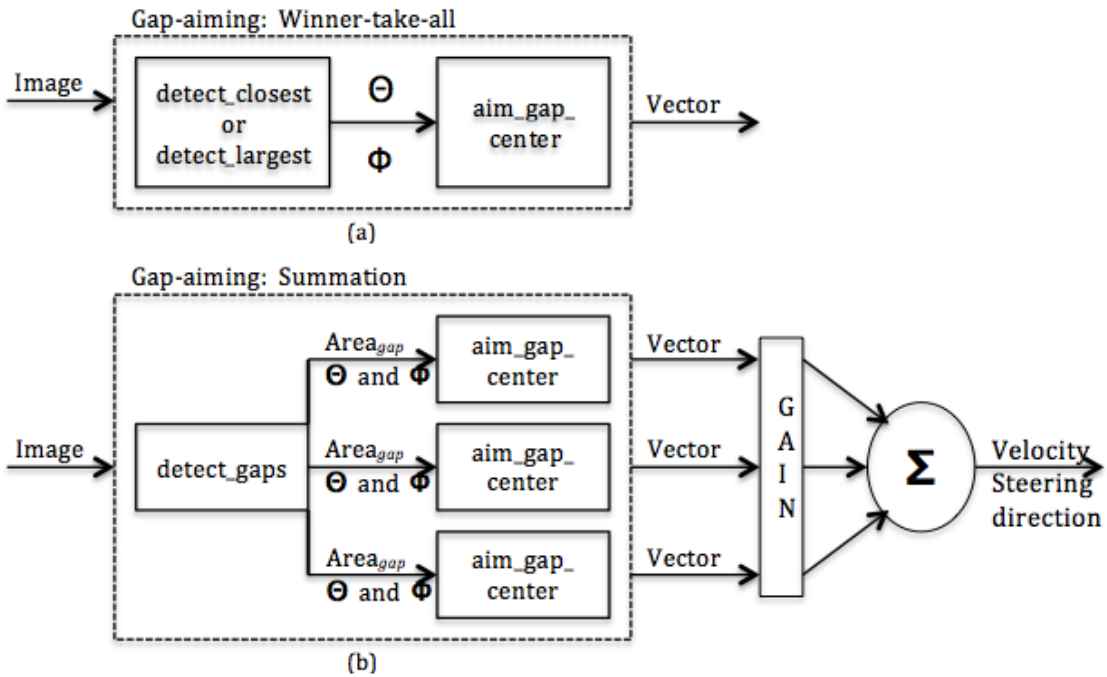 Gap-aiming: Winner-take-all
Image
detect_closest
or
detect_largest
Θ
Φ
aim_gap_
center
Vector
(a)
Gap-aiming: Summation
Image
detect_gaps
Area_gap
Θ and Φ
aim_gap_
center
Vector
Area_gap
Θ and Φ
aim_gap_
center
Vector
Area_gap
Θ and Φ
aim_gap_
center
Vector
G
A
I
N
Σ
Velocity
Steering
direction
(b)